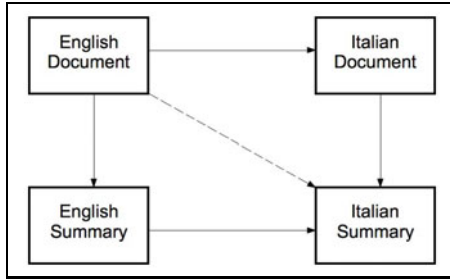 English
Document
Italian
Document
English
Summary
Italian
Summary